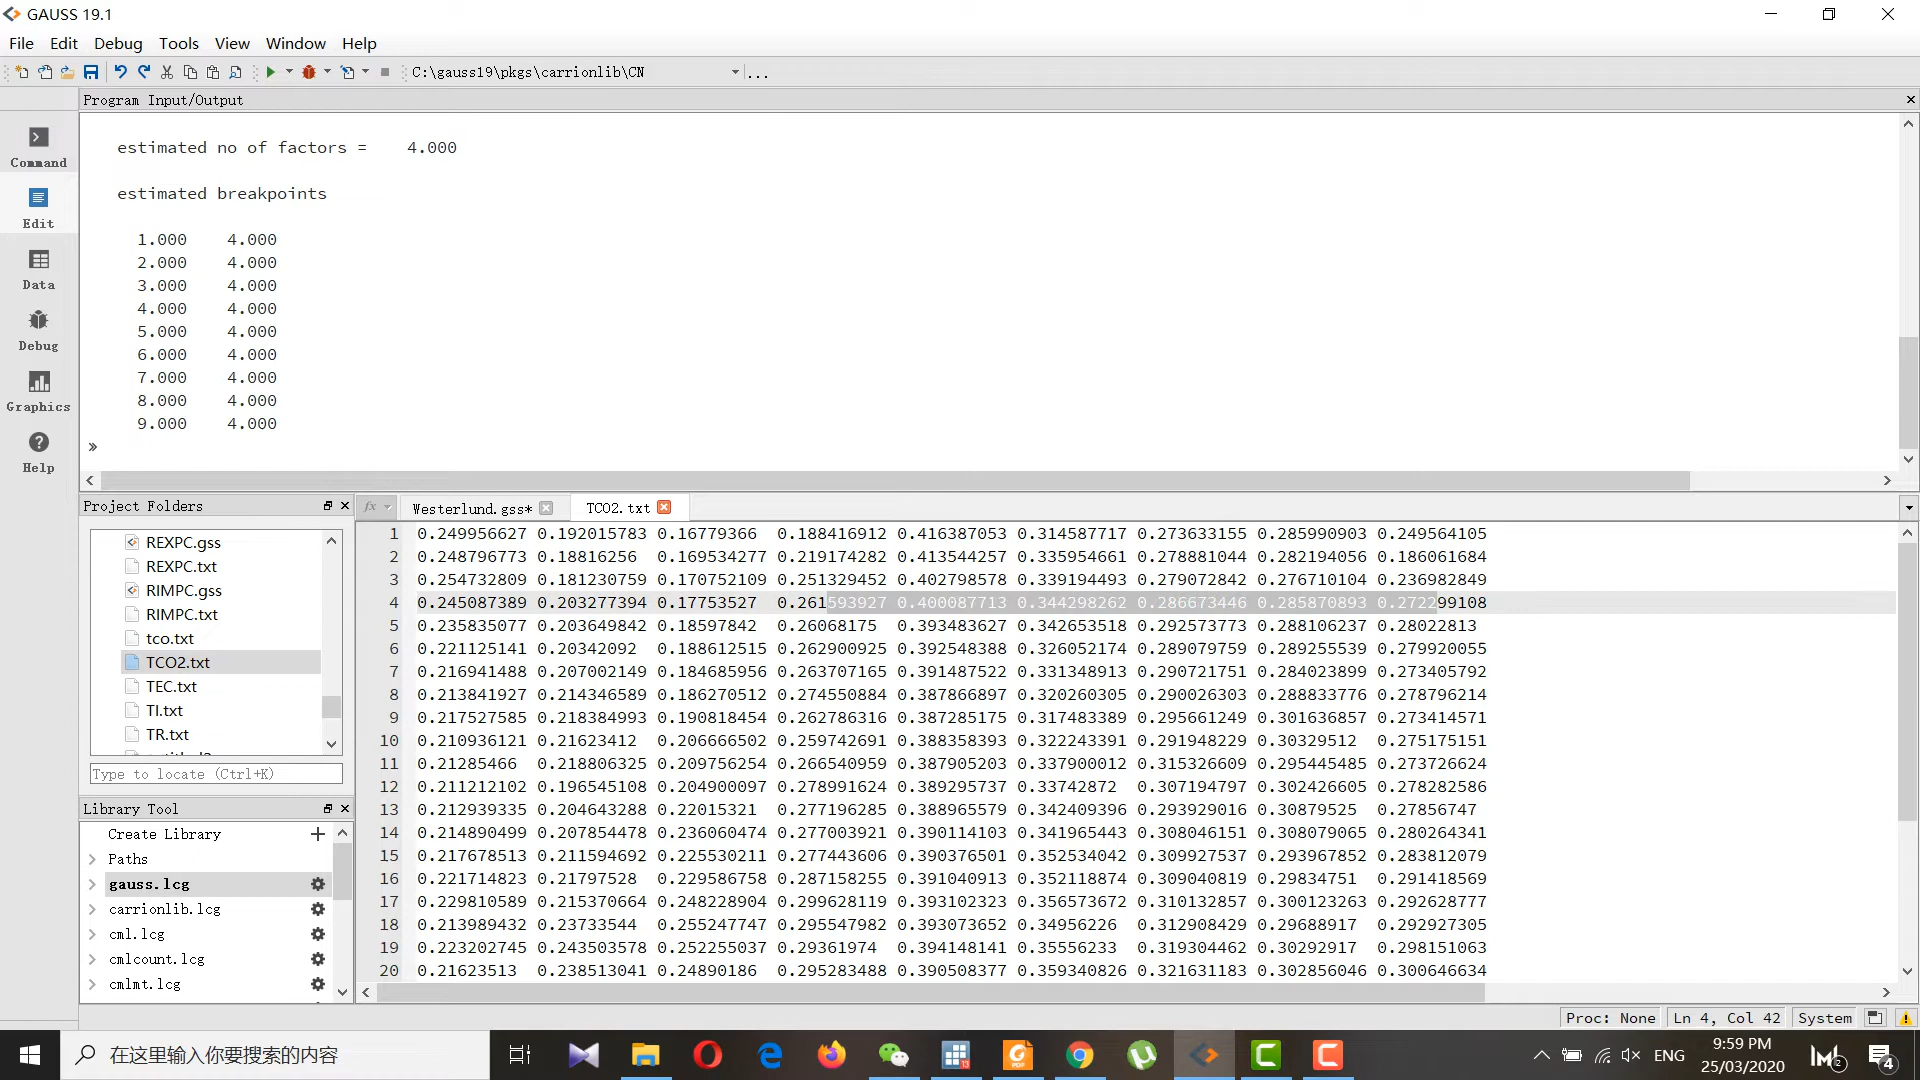 GAUSS 19.1
File Edit Debug Tools View Window Help
C:\gauss19\pkgs\carrionlib\CN ...
Program Input/Output
Command
Edit
Data
Debug
Graphics
Help
estimated no of factors = 4.000
estimated breakpoints
1.000 4.000
2.000 4.000
3.000 4.000
4.000 4.000
5.000 4.000
6.000 4.000
7.000 4.000
8.000 4.000
9.000 4.000
»
Project Folders
REXPC.gss
REXPC.txt
RIMPC.gss
RIMPC.txt
tco.txt
TCO2.txt
TEC.txt
TI.txt
TR.txt
Type to locate (Ctrl+K)
Library Tool
Create Library +
Paths
gauss.lcg
carrionlib.lcg
cml.lcg
cmlcount.lcg
cmlmt.lcg
fx Westerlund.gss* TCO2.txt
1 0.249956627 0.192015783 0.16779366 0.188416912 0.416387053 0.314587717 0.273633155 0.285990903 0.249564105
2 0.248796773 0.18816256 0.169534277 0.219174282 0.413544257 0.335954661 0.278881044 0.282194056 0.186061684
3 0.254732809 0.181230759 0.170752109 0.251329452 0.402798578 0.339194493 0.279072842 0.276710104 0.236982849
4 0.245087389 0.203277394 0.17753527 0.261593927 0.400087713 0.344298262 0.286673446 0.285870893 0.272299108
5 0.235835077 0.203649842 0.18597842 0.26068175 0.393483627 0.342653518 0.292573773 0.288106237 0.28022813
6 0.221125141 0.20342092 0.188612515 0.262900925 0.392548388 0.326052174 0.289079759 0.289255539 0.279920055
7 0.216941488 0.207002149 0.184685956 0.263707165 0.391487522 0.331348913 0.290721751 0.284023899 0.273405792
8 0.213841927 0.214346589 0.186270512 0.274550884 0.387866897 0.320260305 0.290026303 0.288833776 0.278796214
9 0.217527585 0.218384993 0.190818454 0.262786316 0.387285175 0.317483389 0.295661249 0.301636857 0.273414571
10 0.210936121 0.21623412 0.206666502 0.259742691 0.388358393 0.322243391 0.291948229 0.30329512 0.275175151
11 0.21285466 0.218806325 0.209756254 0.266540959 0.387905203 0.337900012 0.315326609 0.295445485 0.273726624
12 0.211212102 0.196545108 0.204900097 0.278991624 0.389295737 0.33742872 0.307194797 0.302426605 0.278282586
13 0.212939335 0.204643288 0.22015321 0.277196285 0.388965579 0.342409396 0.293929016 0.30879525 0.27856747
14 0.214890499 0.207854478 0.236060474 0.277003921 0.390114103 0.341965443 0.308046151 0.308079065 0.280264341
15 0.217678513 0.211594692 0.225530211 0.277443606 0.390376501 0.352534042 0.309927537 0.293967852 0.283812079
16 0.221714823 0.21797528 0.229586758 0.287158255 0.391040913 0.352118874 0.309040819 0.29834751 0.291418569
17 0.229810589 0.215370664 0.248228904 0.299628119 0.393102323 0.356573672 0.310132857 0.300123263 0.292628777
18 0.213989432 0.23733544 0.255247747 0.295547982 0.393073652 0.34956226 0.312908429 0.29688917 0.292927305
19 0.223202745 0.243503578 0.252255037 0.29361974 0.394148141 0.35556233 0.319304462 0.30292917 0.298151063
20 0.21623513 0.238513041 0.24890186 0.295283488 0.390508377 0.359340826 0.321631183 0.302856046 0.300646634
Proc: None Ln 4, Col 42 System
在这里输入你要搜索的内容
ENG
9:59 PM
25/03/2020
2
4